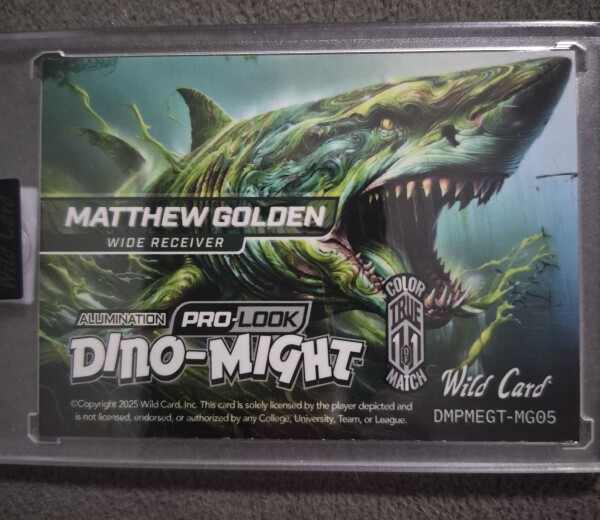 MATTHEW GOLDEN
WIDE RECEIVER
ALUMINATION PRO-LOOK
DINO-MIGHT™
COLOR
TRUE
1 OF 1
MATCH
Wild Card
DMPMEGT-MG05
©Copyright 2025 Wild Card, Inc. This card is solely licensed by the player depicted and
is not licensed, endorsed, or authorized by any College, University, Team, or League.